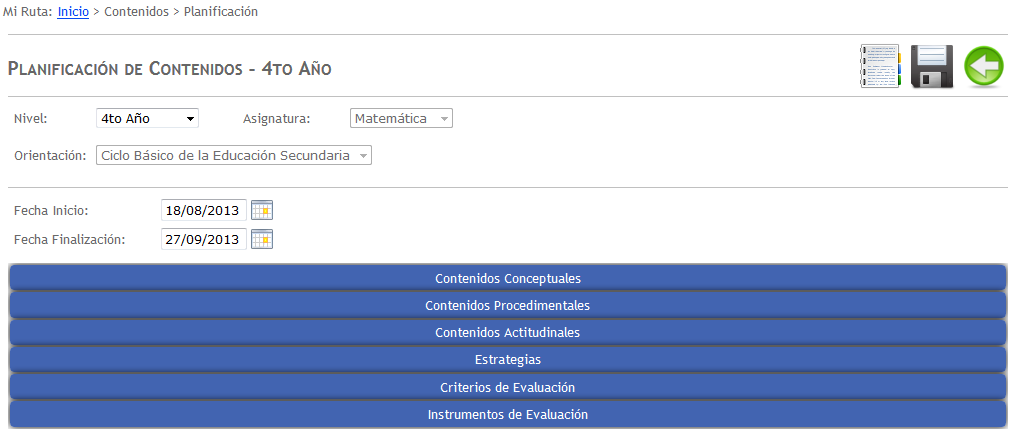 Mi Ruta: Inicio > Contenidos > Planificación
Planificación de Contenidos - 4to Año
Nivel: 4to Año Asignatura: Matemática
Orientación: Ciclo Básico de la Educación Secundaria
Fecha Inicio: 18/08/2013
Fecha Finalización: 27/09/2013
Contenidos Conceptuales
Contenidos Procedimentales
Contenidos Actitudinales
Estrategias
Criterios de Evaluación
Instrumentos de Evaluación